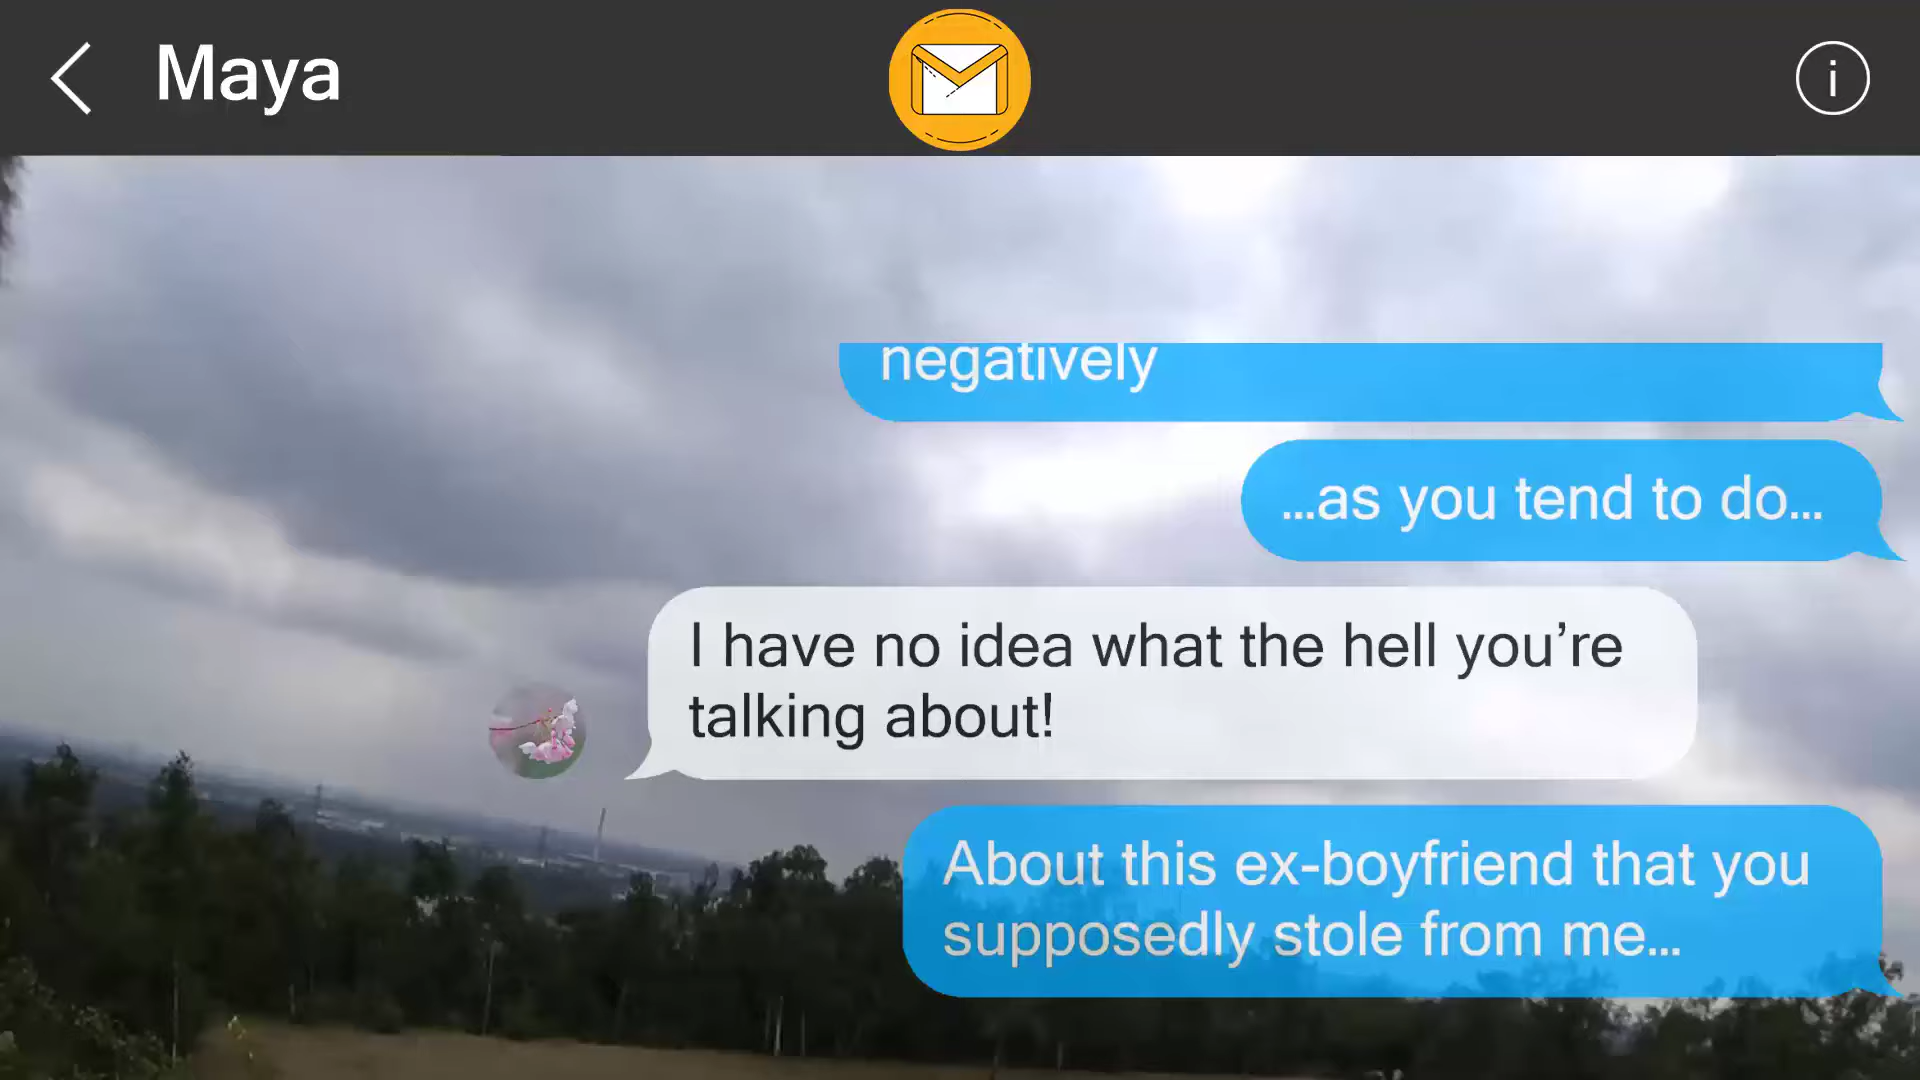 Maya
i
negatively
...as you tend to do...
I have no idea what the hell you’re
talking about!
About this ex-boyfriend that you
supposedly stole from me...